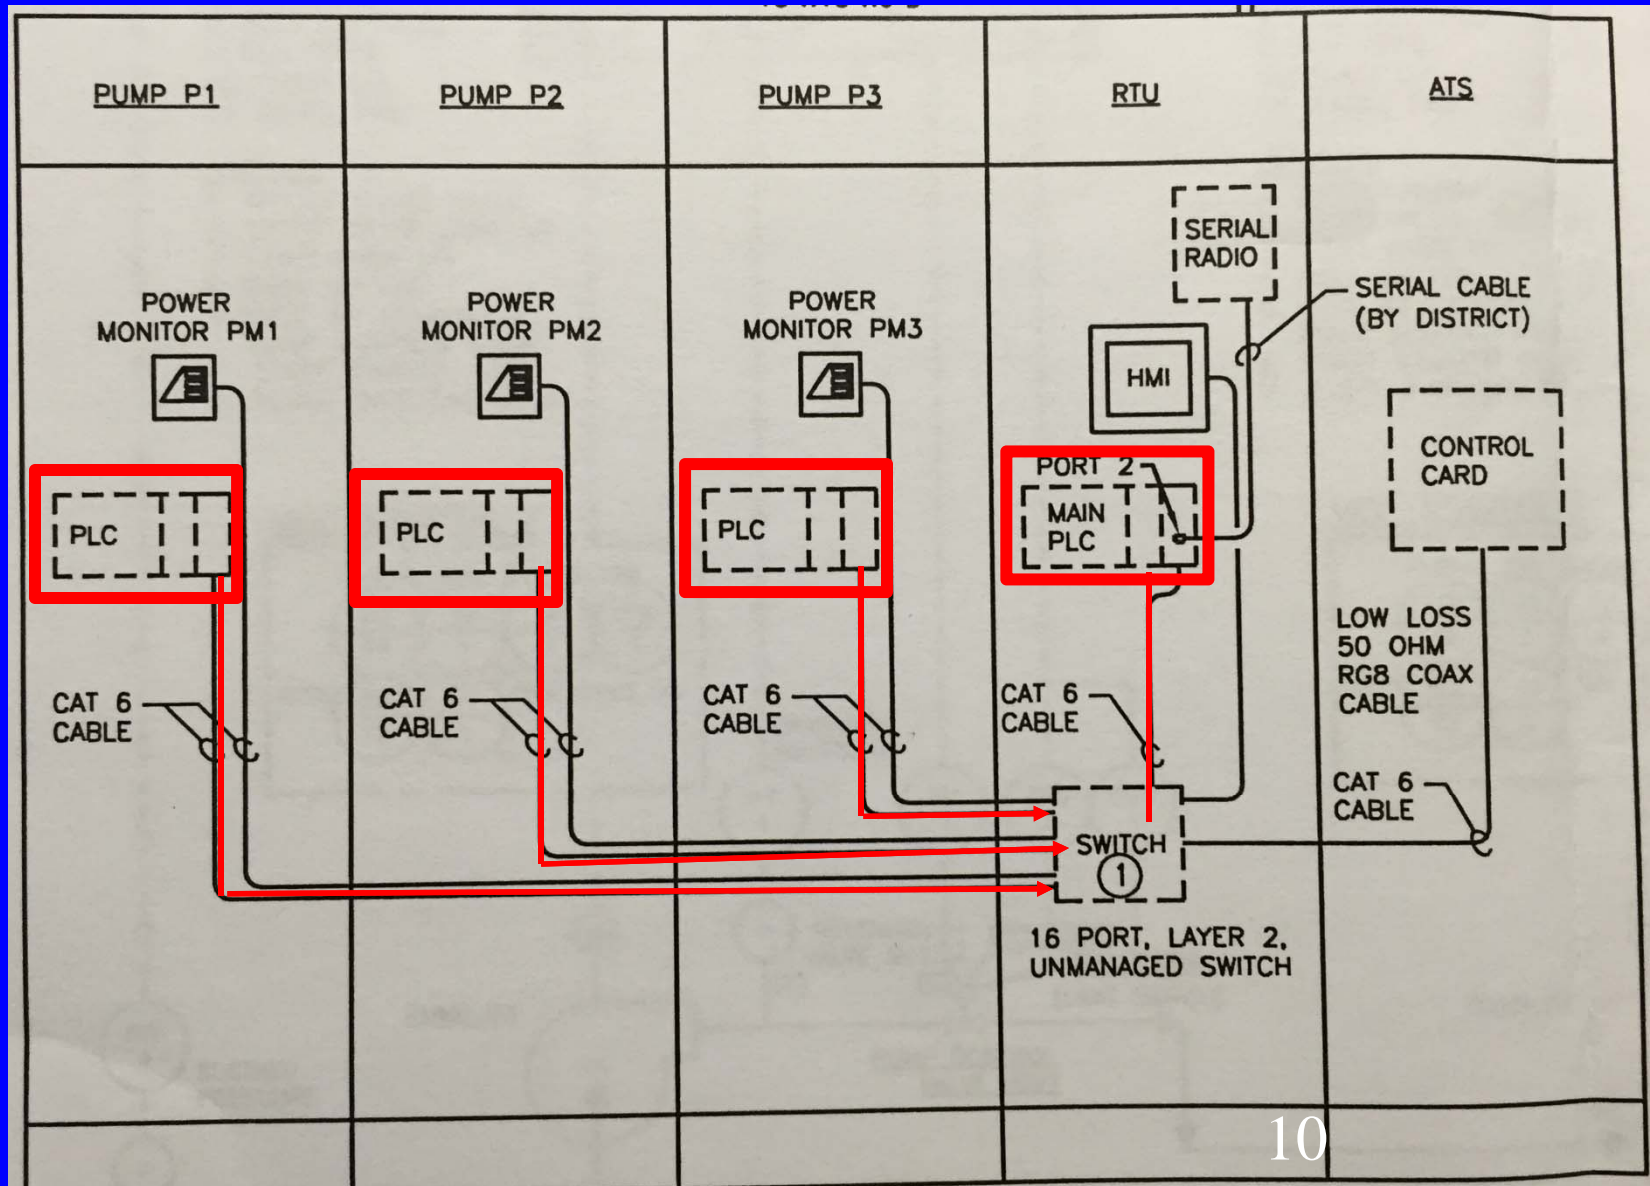 PUMP P1
PUMP P2
PUMP P3
RTU
ATS
SERIAL
RADIO
SERIAL CABLE
(BY DISTRICT)
POWER
MONITOR PM1
POWER
MONITOR PM2
POWER
MONITOR PM3
HMI
CONTROL
CARD
PORT 2
PLC
PLC
PLC
MAIN
PLC
LOW LOSS
50 OHM
RG8 COAX
CABLE
CAT 6
CABLE
CAT 6
CABLE
CAT 6
CABLE
CAT 6
CABLE
CAT 6
CABLE
SWITCH
1
16 PORT, LAYER 2,
UNMANAGED SWITCH
10